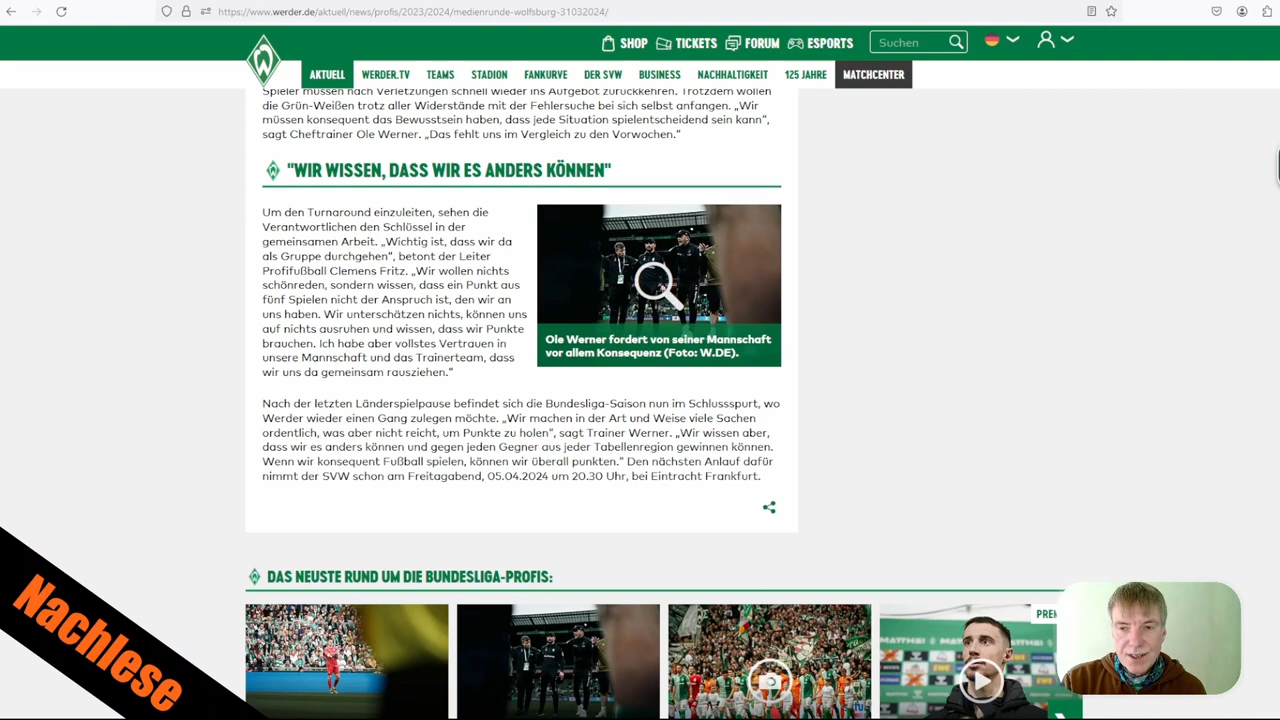 https://www.werder.de/aktuell/news/profis/2023/2024/medienrunde-wolfsburg-31032024/
SHOP TICKETS FORUM ESPORTS Suchen
AKTUELL WERDER.TV TEAMS STADION FANKURVE DER SVW BUSINESS NACHHALTIGKEIT 125 JAHRE MATCHCENTER
Spieler müssen nach Verletzungen schnell wieder ins Aufgebot zurückkehren. Trotzdem wollen
die Grün-Weißen trotz aller Widerstände mit der Fehlersuche bei sich selbst anfangen. „Wir
müssen konsequent das Bewusstsein haben, dass jede Situation spielentscheidend sein kann“,
sagt Cheftrainer Ole Werner. „Das fehlt uns im Vergleich zu den Vorwochen.“
"WIR WISSEN, DASS WIR ES ANDERS KÖNNEN"
Um den Turnaround einzuleiten, sehen die
Verantwortlichen den Schlüssel in der
gemeinsamen Arbeit. „Wichtig ist, dass wir da
als Gruppe durchgehen“, betont der Leiter
Profifußball Clemens Fritz. „Wir wollen nichts
schönreden, sondern wissen, dass ein Punkt aus
fünf Spielen nicht der Anspruch ist, den wir an
uns haben. Wir unterschätzen nichts, können uns
auf nichts ausruhen und wissen, dass wir Punkte
brauchen. Ich habe aber vollstes Vertrauen in
unsere Mannschaft und das Trainerteam, dass
wir uns da gemeinsam rausziehen.“
Ole Werner fordert von seiner Mannschaft
vor allem Konsequenz (Foto: W.DE).
Nach der letzten Länderspielpause befindet sich die Bundesliga-Saison nun im Schlussspurt, wo
Werder wieder einen Gang zulegen möchte. „Wir machen in der Art und Weise viele Sachen
ordentlich, was aber nicht reicht, um Punkte zu holen“, sagt Trainer Werner. „Wir wissen aber,
dass wir es anders können und gegen jeden Gegner aus jeder Tabellenregion gewinnen können.
Wenn wir konsequent Fußball spielen, können wir überall punkten.“ Den nächsten Anlauf dafür
nimmt der SVW schon am Freitagabend, 05.04.2024 um 20.30 Uhr, bei Eintracht Frankfurt.
DAS NEUSTE RUND UM DIE BUNDESLIGA-PROFIS:
PREM
Nachlese